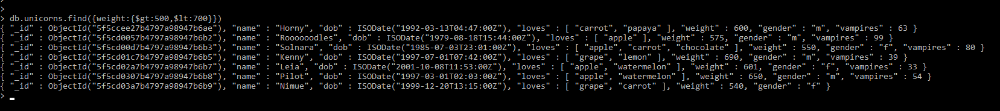 >
>
> db.unicorns.find({weight:{$gt:500,$lt:700}})
{ "_id" : ObjectId("5f5ccee27b4797a98947b6ae"), "name" : "Horny", "dob" : ISODate("1992-03-13T04:47:00Z"), "loves" : [ "carrot", "papaya" ], "weight" : 600, "gender" : "m", "vampires" : 63 }
{ "_id" : ObjectId("5f5cd0057b4797a98947b6b2"), "name" : "Roooooodles", "dob" : ISODate("1979-08-18T15:44:00Z"), "loves" : [ "apple" ], "weight" : 575, "gender" : "m", "vampires" : 99 }
{ "_id" : ObjectId("5f5cd00d7b4797a98947b6b3"), "name" : "Solnara", "dob" : ISODate("1985-07-03T23:01:00Z"), "loves" : [ "apple", "carrot", "chocolate" ], "weight" : 550, "gender" : "f", "vampires" : 80 }
{ "_id" : ObjectId("5f5cd01c7b4797a98947b6b5"), "name" : "Kenny", "dob" : ISODate("1997-07-01T07:42:00Z"), "loves" : [ "grape", "lemon" ], "weight" : 690, "gender" : "m", "vampires" : 39 }
{ "_id" : ObjectId("5f5cd02a7b4797a98947b6b7"), "name" : "Leia", "dob" : ISODate("2001-10-08T11:53:00Z"), "loves" : [ "apple", "watermelon" ], "weight" : 601, "gender" : "f", "vampires" : 33 }
{ "_id" : ObjectId("5f5cd0307b4797a98947b6b8"), "name" : "Pilot", "dob" : ISODate("1997-03-01T02:03:00Z"), "loves" : [ "apple", "watermelon" ], "weight" : 650, "gender" : "m", "vampires" : 54 }
{ "_id" : ObjectId("5f5cd03a7b4797a98947b6b9"), "name" : "Nimue", "dob" : ISODate("1999-12-20T13:15:00Z"), "loves" : [ "grape", "carrot" ], "weight" : 540, "gender" : "f" }
>